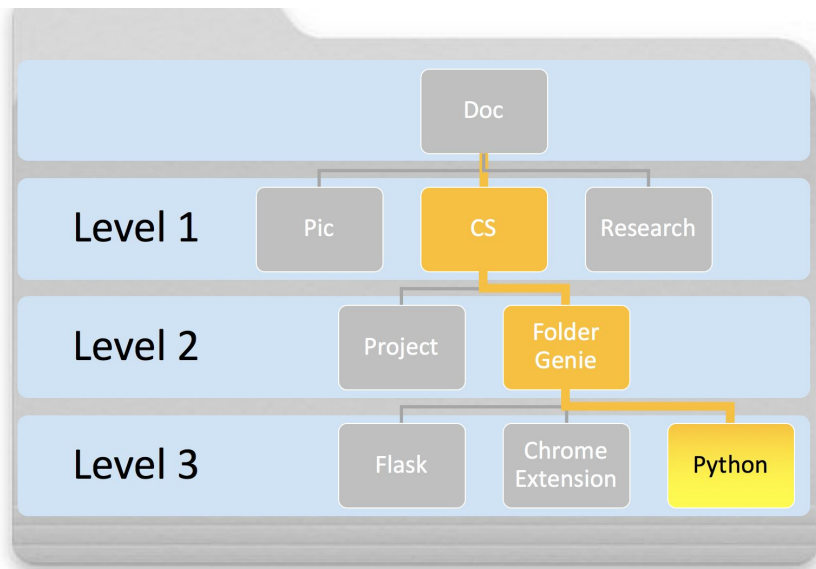 Doc
Level 1
Pic
CS
Research
Level 2
Project
Folder
Genie
Level 3
Flask
Chrome
Extension
Python